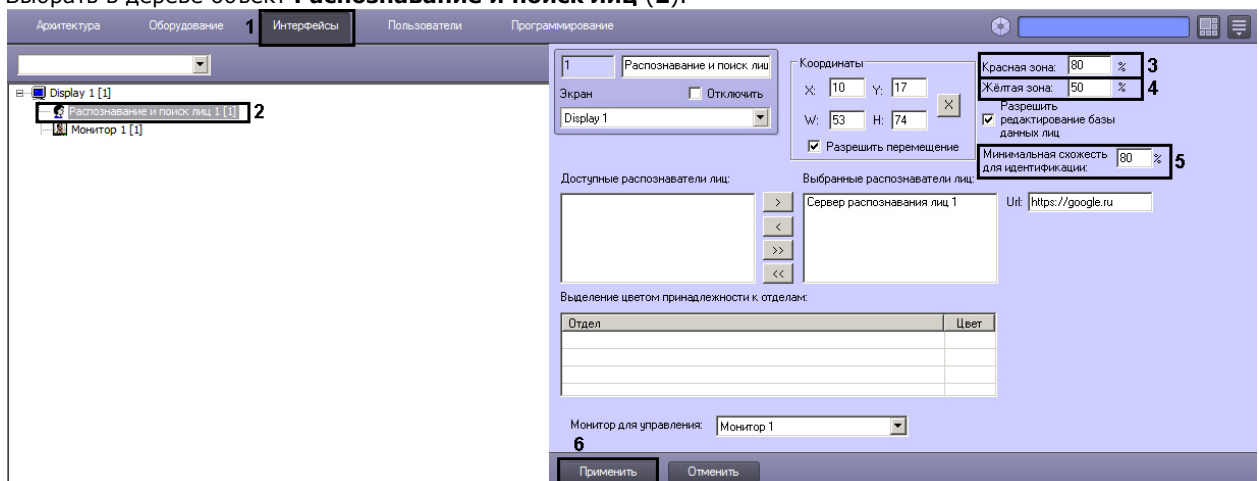 Выбрать в дереве объект Распознавание и поиск лиц (2).
Архитектура Оборудование 1 Интерфейсы Пользователи Программирование
1 Распознавание и поиск лиц
Экран Отключить
Display 1
Координаты
X: 10 Y: 17 X
W: 53 H: 74
Разрешить перемещение
Красная зона: 80 % 3
Жёлтая зона: 50 % 4
Разрешить
редактирование базы
данных лиц
Минимальная схожесть
для идентификации: 80 % 5
Display 1 [1]
Распознавание и поиск лиц 1 [1] 2
Монитор 1 [1]
Доступные распознаватели лиц: Выбранные распознаватели лиц:
> Сервер распознавания лиц 1 Url: https://google.ru
<
>>
<<
Выделение цветом принадлежности к отделам:
Отдел Цвет
Монитор для управления: Монитор 1
6
Применить Отменить